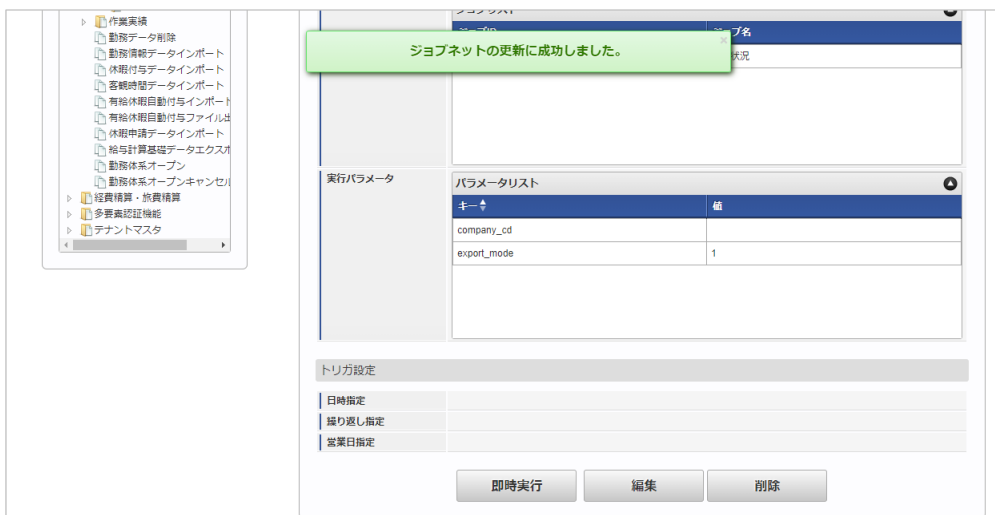 作業実績
勤務データ削除
勤務情報データインポート
休暇付与データインポート
客観時間データインポート
有給休暇自動付与インポート
有給休暇自動付与ファイル出
休暇申請データインポート
給与計算基礎データエクスポ
勤務体系オープン
勤務体系オープンキャンセル
経費精算・旅費精算
多要素認証機能
テナントマスタ
ジョブネットの更新に成功しました。
×
状況
実行パラメータ
パラメータリスト
キー 値
company_cd
export_mode 1
トリガ設定
日時指定
繰り返し指定
営業日指定
即時実行 編集 削除